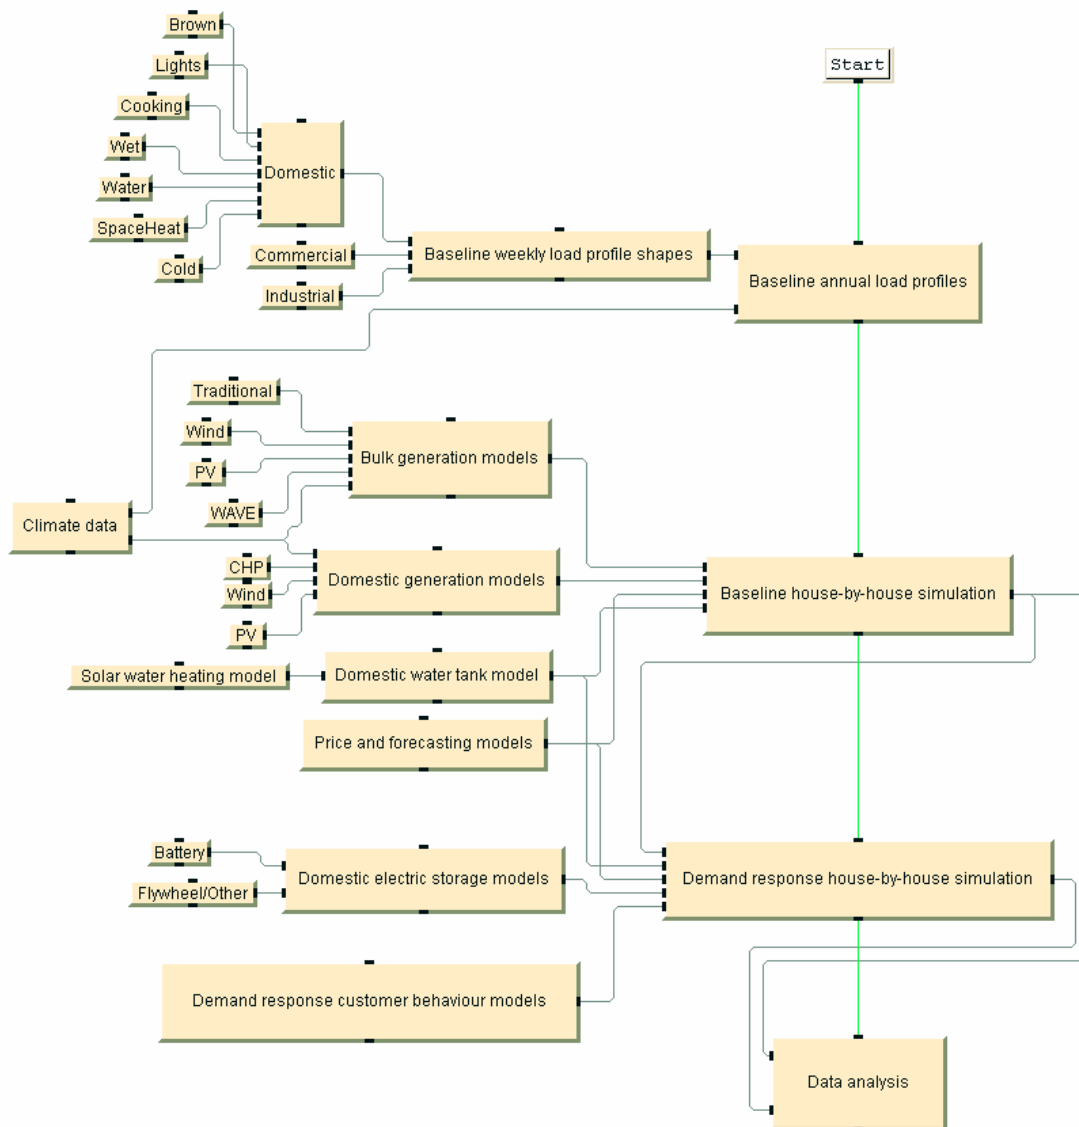 Brown
Lights
Start
Cooking
Wet
Domestic
Water
SpaceHeat
Commercial
Baseline weekly load profile shapes
Cold
Baseline annual load profiles
Industrial
Traditional
Wind
Bulk generation models
PV
WAVE
Climate data
CHP
Domestic generation models
Wind
Baseline house-by-house simulation
PV
Solar water heating model
Domestic water tank model
Price and forecasting models
Battery
Domestic electric storage models
Demand response house-by-house simulation
Flywheel/Other
Demand response customer behaviour models
Data analysis